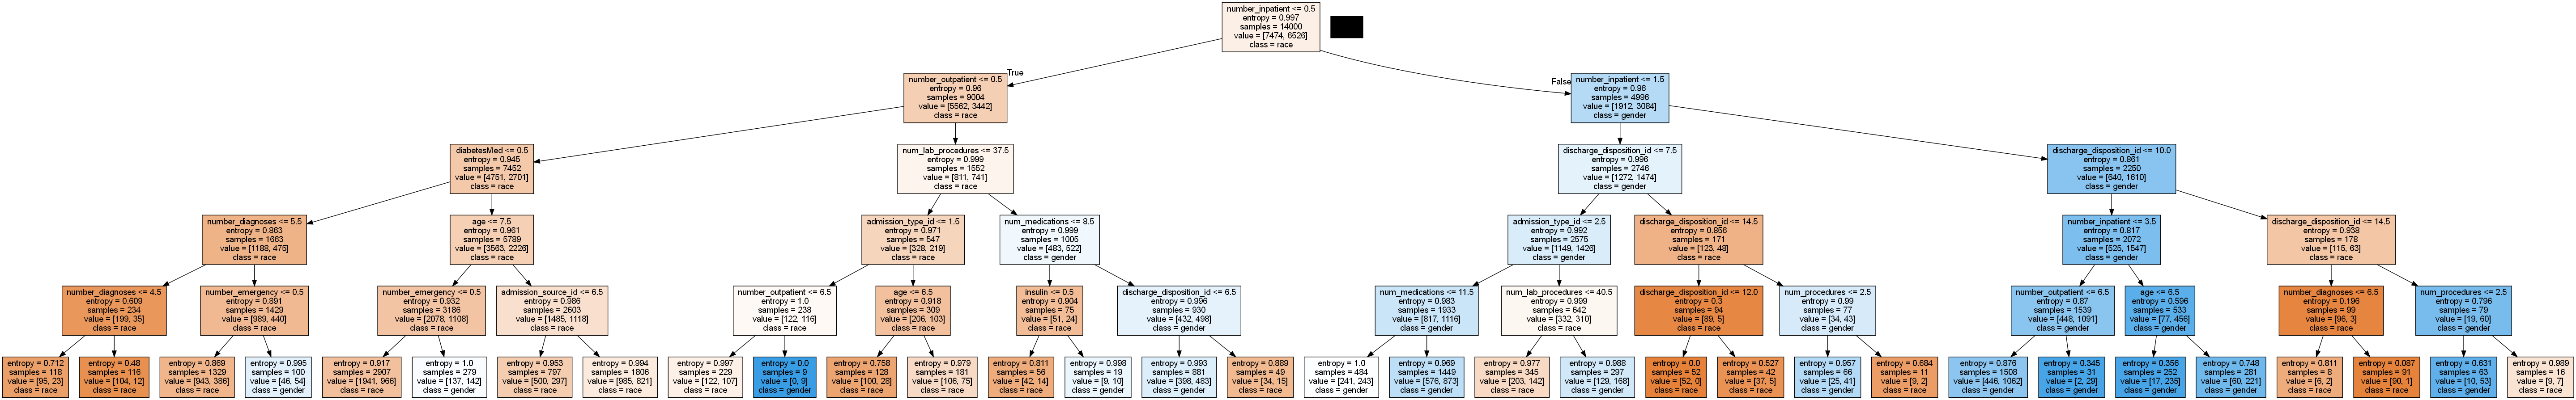 number_inpatient <= 0.5
entropy = 0.997
samples = 14000
value = [7474, 6526]
class = race
True
False
number_outpatient <= 0.5
entropy = 0.96
samples = 9004
value = [5562, 3442]
class = race
number_inpatient <= 1.5
entropy = 0.96
samples = 4996
value = [1912, 3084]
class = gender
diabetesMed <= 0.5
entropy = 0.945
samples = 7452
value = [4751, 2701]
class = race
num_lab_procedures <= 37.5
entropy = 0.999
samples = 1552
value = [811, 741]
class = race
discharge_disposition_id <= 7.5
entropy = 0.996
samples = 2746
value = [1272, 1474]
class = gender
discharge_disposition_id <= 10.0
entropy = 0.861
samples = 2250
value = [640, 1610]
class = gender
number_diagnoses <= 5.5
entropy = 0.863
samples = 1663
value = [1188, 475]
class = race
age <= 7.5
entropy = 0.961
samples = 5789
value = [3563, 2226]
class = race
admission_type_id <= 1.5
entropy = 0.971
samples = 547
value = [328, 219]
class = race
num_medications <= 8.5
entropy = 0.999
samples = 1005
value = [483, 522]
class = gender
admission_type_id <= 2.5
entropy = 0.992
samples = 2575
value = [1149, 1426]
class = gender
discharge_disposition_id <= 14.5
entropy = 0.856
samples = 171
value = [123, 48]
class = race
number_inpatient <= 3.5
entropy = 0.817
samples = 2072
value = [525, 1547]
class = gender
discharge_disposition_id <= 14.5
entropy = 0.938
samples = 178
value = [115, 63]
class = race
number_diagnoses <= 4.5
entropy = 0.609
samples = 234
value = [199, 35]
class = race
number_emergency <= 0.5
entropy = 0.891
samples = 1429
value = [989, 440]
class = race
number_emergency <= 0.5
entropy = 0.932
samples = 3186
value = [2078, 1108]
class = race
admission_source_id <= 6.5
entropy = 0.986
samples = 2603
value = [1485, 1118]
class = race
number_outpatient <= 6.5
entropy = 1.0
samples = 238
value = [122, 116]
class = race
age <= 6.5
entropy = 0.918
samples = 309
value = [206, 103]
class = race
insulin <= 0.5
entropy = 0.904
samples = 75
value = [51, 24]
class = race
discharge_disposition_id <= 6.5
entropy = 0.996
samples = 930
value = [432, 498]
class = gender
num_medications <= 11.5
entropy = 0.983
samples = 1933
value = [817, 1116]
class = gender
num_lab_procedures <= 40.5
entropy = 0.999
samples = 642
value = [332, 310]
class = race
discharge_disposition_id <= 12.0
entropy = 0.3
samples = 94
value = [89, 5]
class = race
num_procedures <= 2.5
entropy = 0.99
samples = 77
value = [34, 43]
class = gender
number_outpatient <= 6.5
entropy = 0.87
samples = 1539
value = [448, 1091]
class = gender
age <= 6.5
entropy = 0.596
samples = 533
value = [77, 456]
class = gender
number_diagnoses <= 6.5
entropy = 0.196
samples = 99
value = [96, 3]
class = race
num_procedures <= 2.5
entropy = 0.796
samples = 79
value = [19, 60]
class = gender
entropy = 0.712
samples = 118
value = [95, 23]
class = race
entropy = 0.48
samples = 116
value = [104, 12]
class = race
entropy = 0.869
samples = 1329
value = [943, 386]
class = race
entropy = 0.995
samples = 100
value = [46, 54]
class = gender
entropy = 0.917
samples = 2907
value = [1941, 966]
class = race
entropy = 1.0
samples = 279
value = [137, 142]
class = gender
entropy = 0.953
samples = 797
value = [500, 297]
class = race
entropy = 0.994
samples = 1806
value = [985, 821]
class = race
entropy = 0.997
samples = 229
value = [122, 107]
class = race
entropy = 0.0
samples = 9
value = [0, 9]
class = gender
entropy = 0.758
samples = 128
value = [100, 28]
class = race
entropy = 0.979
samples = 181
value = [106, 75]
class = race
entropy = 0.811
samples = 56
value = [42, 14]
class = race
entropy = 0.998
samples = 19
value = [9, 10]
class = gender
entropy = 0.993
samples = 881
value = [398, 483]
class = gender
entropy = 0.889
samples = 49
value = [34, 15]
class = race
entropy = 1.0
samples = 484
value = [241, 243]
class = gender
entropy = 0.969
samples = 1449
value = [576, 873]
class = gender
entropy = 0.977
samples = 345
value = [203, 142]
class = race
entropy = 0.988
samples = 297
value = [129, 168]
class = gender
entropy = 0.0
samples = 52
value = [52, 0]
class = race
entropy = 0.527
samples = 42
value = [37, 5]
class = race
entropy = 0.957
samples = 66
value = [25, 41]
class = gender
entropy = 0.684
samples = 11
value = [9, 2]
class = race
entropy = 0.876
samples = 1508
value = [446, 1062]
class = gender
entropy = 0.345
samples = 31
value = [2, 29]
class = gender
entropy = 0.356
samples = 252
value = [17, 235]
class = gender
entropy = 0.748
samples = 281
value = [60, 221]
class = gender
entropy = 0.811
samples = 8
value = [6, 2]
class = race
entropy = 0.087
samples = 91
value = [90, 1]
class = race
entropy = 0.631
samples = 63
value = [10, 53]
class = gender
entropy = 0.989
samples = 16
value = [9, 7]
class = race